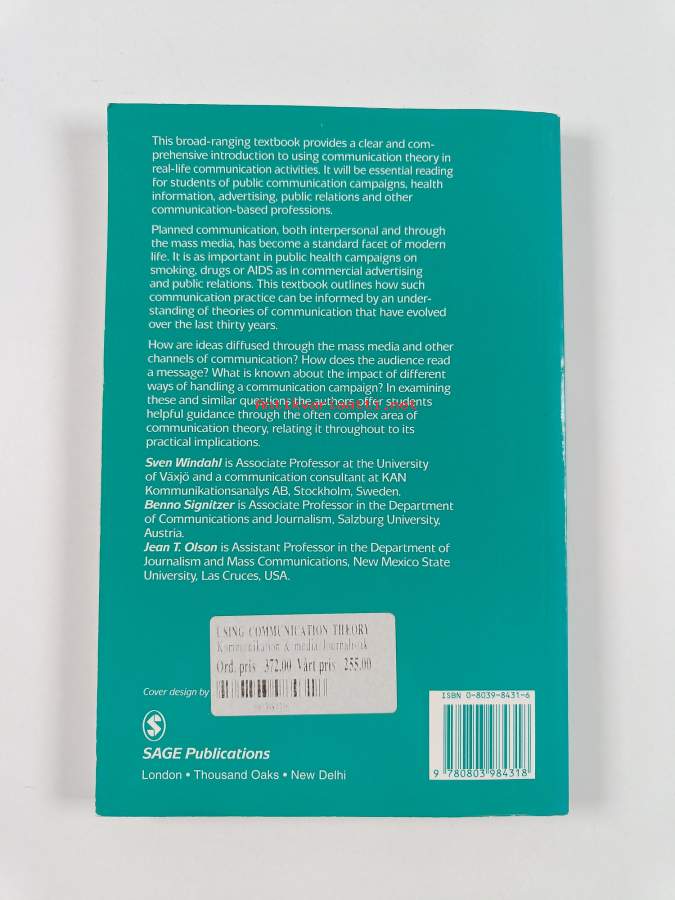 This broad-ranging textbook provides a clear and com-
prehensive introduction to using communication theory in
real-life communication activities. It will be essential reading
for students of public communication campaigns, health
information, advertising, public relations and other
communication-based professions.
Planned communication, both interpersonal and through
the mass media, has become a standard facet of modern
life. It is as important in public health campaigns on
smoking, drugs or AIDS as in commercial advertising
and public relations. This textbook outlines how such
communication practice can be informed by an under-
standing of theories of communication that have evolved
over the last thirty years.
How are ideas diffused through the mass media and other
channels of communication? How does the audience read
a message? What is known about the impact of different
ways of handling a communication campaign? In examining
these and similar questions the authors offer students
Antikvariaatti.net
helpful guidance through the often complex area of
communication theory, relating it throughout to its
practical implications.
Sven Windahl is Associate Professor at the University
of Växjö and a communication consultant at KAN
Kommunikationsanalys AB, Stockholm, Sweden.
Benno Signitzer is Associate Professor in the Department
of Communications and Journalism, Salzburg University,
Austria.
Jean T. Olson is Assistant Professor in the Department of
Journalism and Mass Communications, New Mexico State
University, Las Cruces, USA.
USING COMMUNICATION THEORY
Kommunikation & media Journalistik
Ord. pris 372.00 Vårt pris 255.00
Cover design by
ISBN 0-8039-8431-6
S
SAGE Publications
London • Thousand Oaks • New Delhi
9 780803 984318